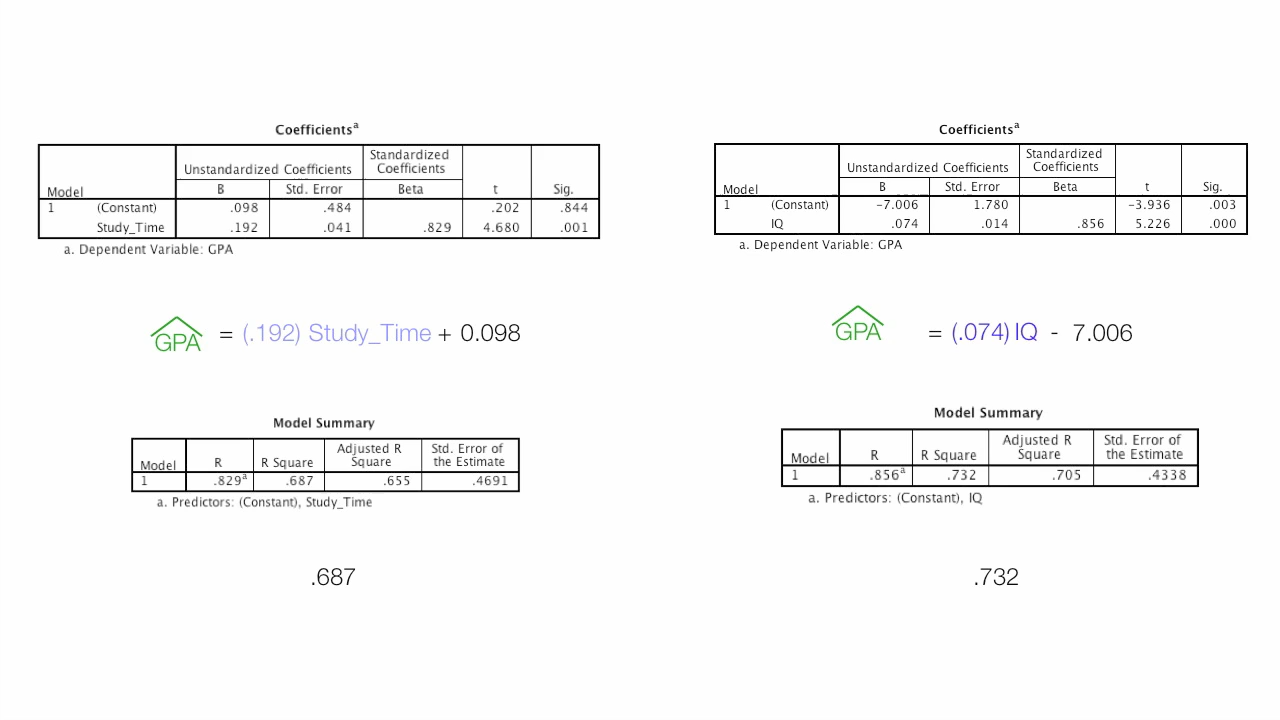 Coefficientsa
Model Unstandardized Coefficients Standardized Coefficients t Sig.
B Std. Error Beta
1 (Constant) .098 .484 .202 .844
Study_Time .192 .041 .829 4.680 .001
a. Dependent Variable: GPA
GPA = (.192) Study_Time + 0.098
Model Summary
Model R R Square Adjusted R Square Std. Error of the Estimate
1 .829a .687 .655 .4691
a. Predictors: (Constant), Study_Time
.687
Coefficientsa
Model Unstandardized Coefficients Standardized Coefficients t Sig.
B Std. Error Beta
1 (Constant) -7.006 1.780 -3.936 .003
IQ .074 .014 .856 5.226 .000
a. Dependent Variable: GPA
GPA = (.074) IQ - 7.006
Model Summary
Model R R Square Adjusted R Square Std. Error of the Estimate
1 .856a .732 .705 .4338
a. Predictors: (Constant), IQ
.732